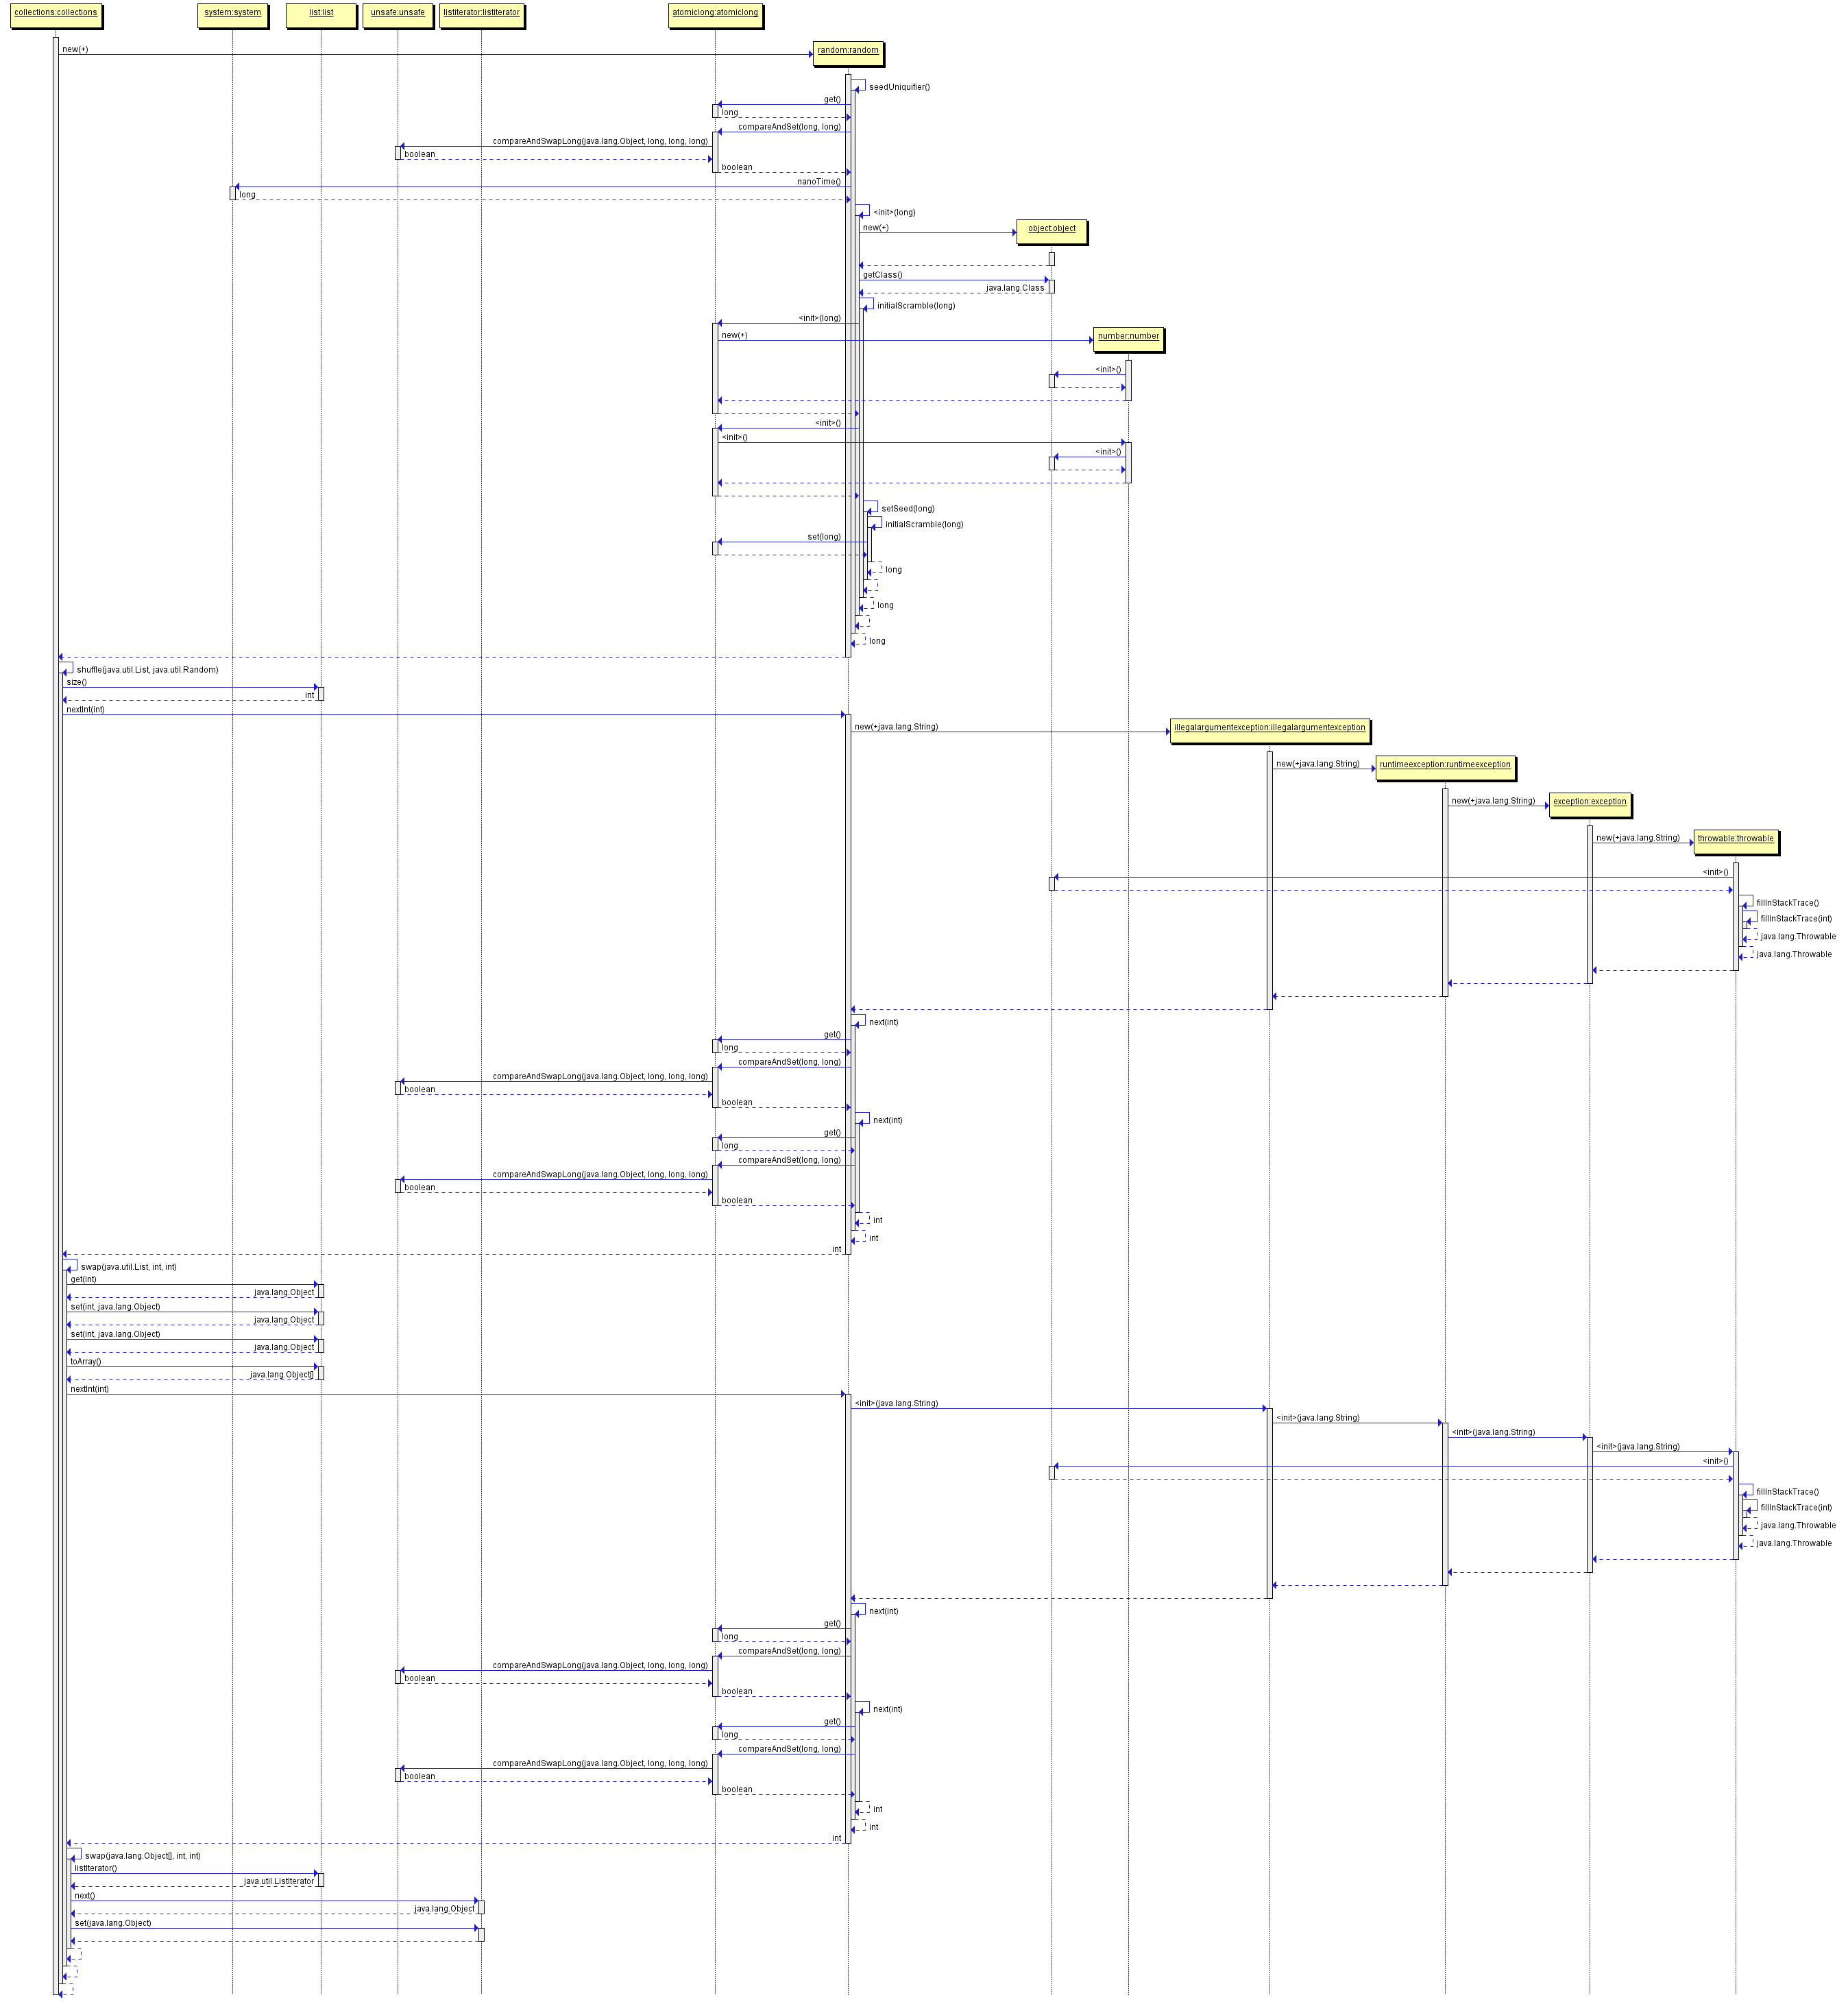 collections:collections
system:system
list:list
unsafe:unsafe
listiterator:listiterator
atomiclong:atomiclong
new(+)
random:random
seedUniquifier()
get()
long
compareAndSet(long, long)
compareAndSwapLong(java.lang.Object, long, long, long)
boolean
boolean
nanoTime()
long
<init>(long)
new(+)
object:object
getClass()
java.lang.Class
initialScramble(long)
<init>(long)
new(+)
number:number
<init>()
<init>()
<init>()
<init>()
setSeed(long)
initialScramble(long)
set(long)
long
long
long
shuffle(java.util.List, java.util.Random)
size()
int
nextInt(int)
new(+java.lang.String)
illegalargumentexception:illegalargumentexception
new(+java.lang.String)
runtimeexception:runtimeexception
new(+java.lang.String)
exception:exception
new(+java.lang.String)
throwable:throwable
<init>()
fillInStackTrace()
fillInStackTrace(int)
java.lang.Throwable
java.lang.Throwable
next(int)
get()
long
compareAndSet(long, long)
compareAndSwapLong(java.lang.Object, long, long, long)
boolean
boolean
next(int)
get()
long
compareAndSet(long, long)
compareAndSwapLong(java.lang.Object, long, long, long)
boolean
boolean
int
int
int
swap(java.util.List, int, int)
get(int)
java.lang.Object
set(int, java.lang.Object)
java.lang.Object
set(int, java.lang.Object)
java.lang.Object
toArray()
java.lang.Object[]
nextInt(int)
<init>(java.lang.String)
<init>(java.lang.String)
<init>(java.lang.String)
<init>(java.lang.String)
<init>()
fillInStackTrace()
fillInStackTrace(int)
java.lang.Throwable
java.lang.Throwable
next(int)
get()
long
compareAndSet(long, long)
compareAndSwapLong(java.lang.Object, long, long, long)
boolean
boolean
next(int)
get()
long
compareAndSet(long, long)
compareAndSwapLong(java.lang.Object, long, long, long)
boolean
boolean
int
int
int
swap(java.lang.Object[], int, int)
listIterator()
java.util.ListIterator
next()
java.lang.Object
set(java.lang.Object)